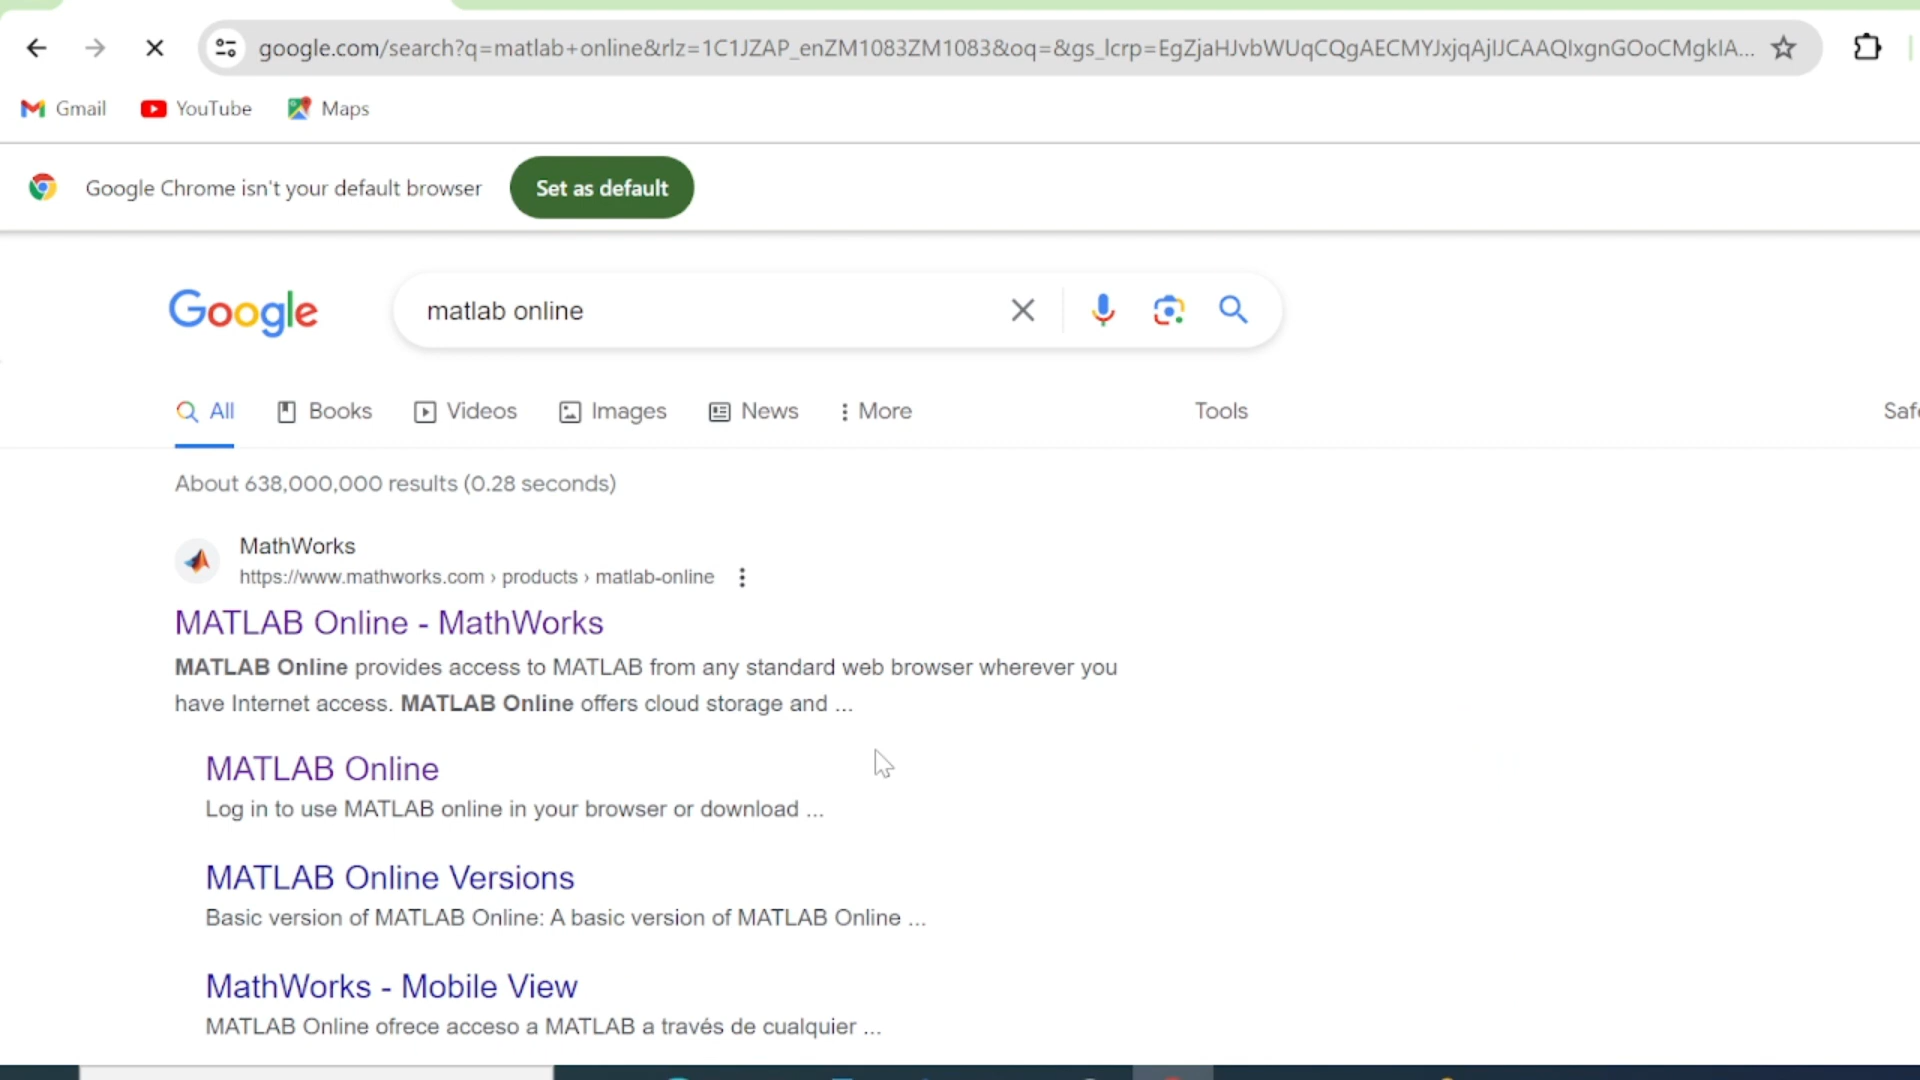 google.com/search?q=matlab+online&rlz=1C1JZAP_enZM1083ZM1083&oq=&gs_lcrp=EgZjaHJvbWUqCQgAECMYJxjqAjIJCAAQIxgnGOoCMgkIA...
Gmail YouTube Maps
Google Chrome isn't your default browser Set as default
Google matlab online
All Books Videos Images News More Tools
About 638,000,000 results (0.28 seconds)
MathWorks
https://www.mathworks.com › products › matlab-online
MATLAB Online - MathWorks
MATLAB Online provides access to MATLAB from any standard web browser wherever you
have Internet access. MATLAB Online offers cloud storage and ...
MATLAB Online
Log in to use MATLAB online in your browser or download ...
MATLAB Online Versions
Basic version of MATLAB Online: A basic version of MATLAB Online ...
MathWorks - Mobile View
MATLAB Online ofrece acceso a MATLAB a través de cualquier ...